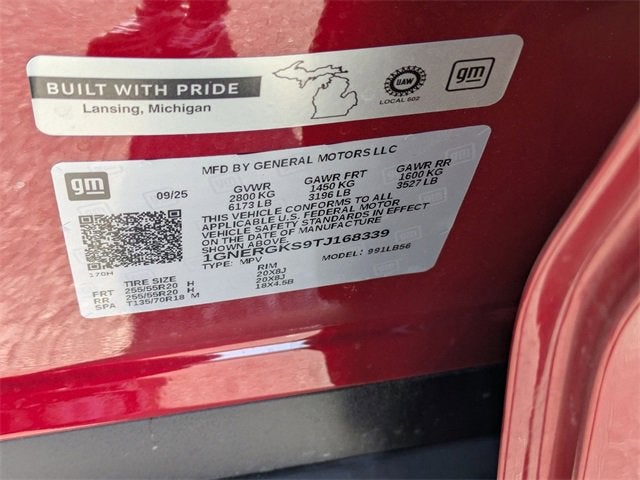 BUILT WITH PRIDE
Lansing, Michigan
UAW
LOCAL 602
gm
MFD BY GENERAL MOTORS LLC
gm
09/25 GVWR GAWR FRT GAWR RR
2800 KG 1450 KG 1600 KG
6173 LB 3196 LB 3527 LB
THIS VEHICLE CONFORMS TO ALL
APPLICABLE U.S. FEDERAL MOTOR
VEHICLE SAFETY STANDARDS IN EFFECT
ON THE DATE OF MANUFACTURE
SHOWN ABOVE.
1GNERGKS9TJ168339
170H TYPE: MPV MODEL: 991LB56
TIRE SIZE RIM
FRT 255/55R20 H 20X8J
RR 255/55R20 H 20X8J
SPA T135/70R18 M 18X4.5B